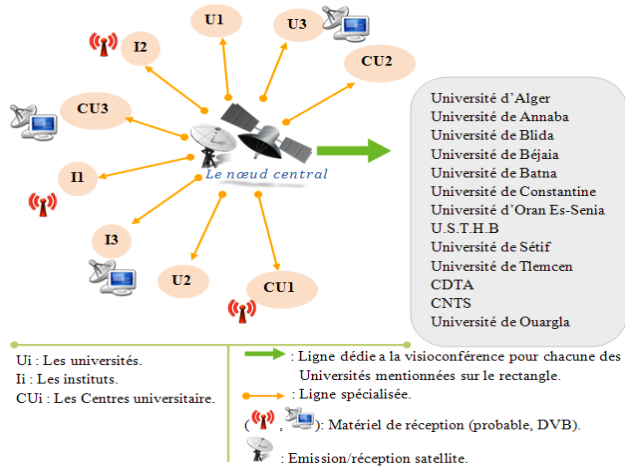 U1
U3
I2
CU2
CU3
I1
Le nœud central
I3
U2
CU1
Université d'Alger
Université de Annaba
Université de Blida
Université de Béjaia
Université de Batna
Université de Constantine
Université d'Oran Es-Senia
U.S.T.H.B
Université de Sétif
Université de Tlemcen
CDTA
CNTS
Université de Ouargla
Ui : Les universités.
Ii : Les instituts.
CUi : Les Centres universitaire.
: Ligne dédie a la visioconférence pour chacune des
Universités mentionnées sur le rectangle.
: Ligne spécialisée.
( , ): Matériel de réception (probable, DVB).
: Emission/réception satellite.